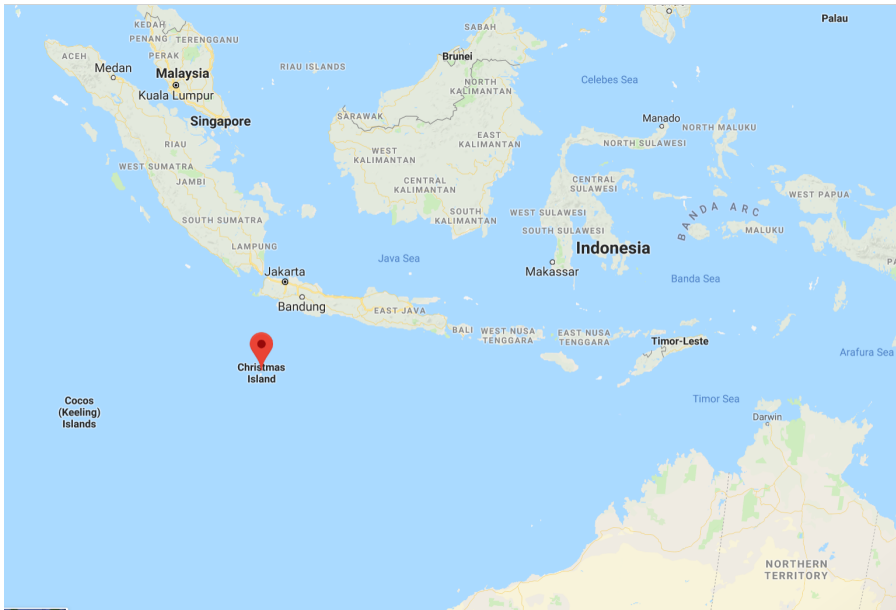 Palau
KEDAH
PENANG
TERENGGANU
SABAH
ACEH
PERAK
Brunei
Medan
Malaysia
RIAU ISLANDS
Celebes Sea
Kuala Lumpur
NORTH
KALIMANTAN
Singapore
SARAWAK
Manado
NORTH MALUKU
RIAU
EAST
KALIMANTAN
NORTH SULAWESI
WEST
KALIMANTAN
WEST SUMATRA
JAMBI
CENTRAL
KALIMANTAN
CENTRAL
SULAWESI
WEST PAPUA
BANDA ARC
SOUTH SUMATRA
SOUTH
KALIMANTAN
WEST SULAWESI
SOUTH SULAWESI
MALUKU
LAMPUNG
Indonesia
Java Sea
Jakarta
Makassar
Banda Sea
Bandung
EAST JAVA
BALI
WEST NUSA
TENGGARA
EAST NUSA
TENGGARA
Timor-Leste
Arafura Sea
Christmas
Island
Cocos
(Keeling)
Islands
Timor Sea
Darwin
NORTHERN
TERRITORY